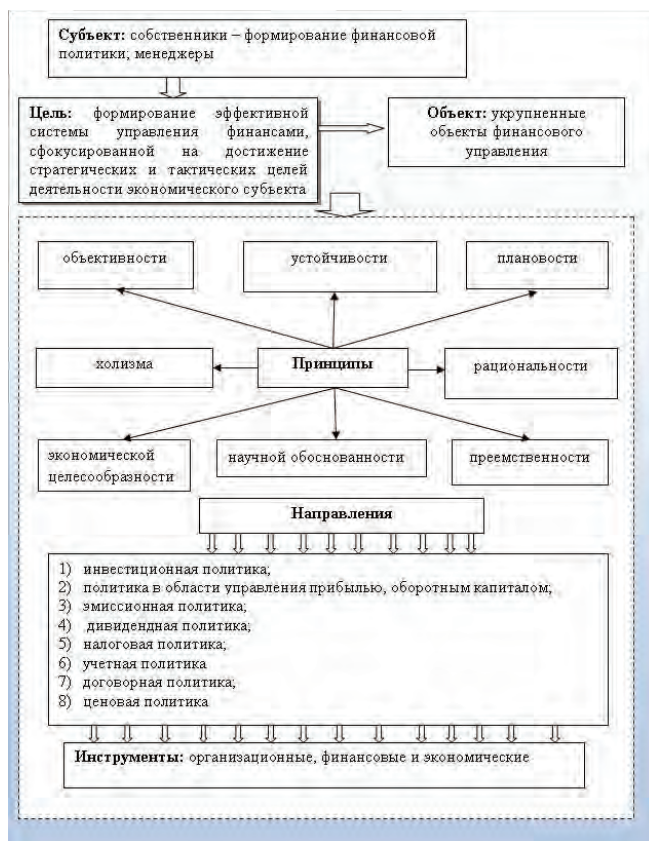 Субъект: собственники – формирование финансовой
политики; менеджеры
Цель: формирование эффективной
системы управления финансами,
сфокусированной на достижение
стратегических и тактических целей
деятельности экономического субъекта
Объект: укрупненные
объекты финансового
управления
объективности
устойчивости
плановости
холизма
Принципы
рациональности
экономической
целесообразности
научной обоснованности
преемственности
Направления
1) инвестиционная политика;
2) политика в области управления прибылью, оборотным капиталом;
3) эмиссионная политика;
4) дивидендная политика;
5) налоговая политика;
6) учетная политика
7) договорная политика;
8) ценовая политика
Инструменты: организационные, финансовые и экономические